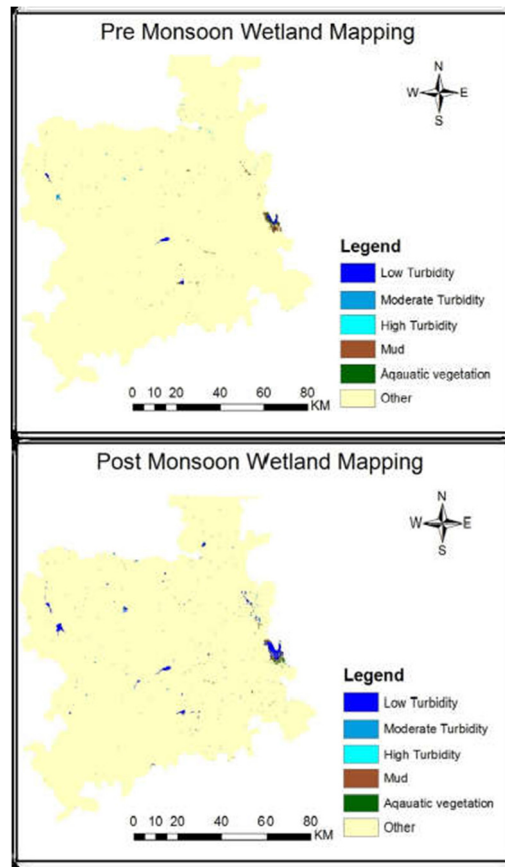 Pre Monsoon Wetland Mapping
N
W E
S
Legend
Low Turbidity
Moderate Turbidity
High Turbidity
Mud
Aqauatic vegetation
Other
0 10 20 40 60 80
KM
Post Monsoon Wetland Mapping
N
W E
S
Legend
Low Turbidity
Moderate Turbidity
High Turbidity
Mud
Aqauatic vegetation
Other
0 10 20 40 60 80
KM